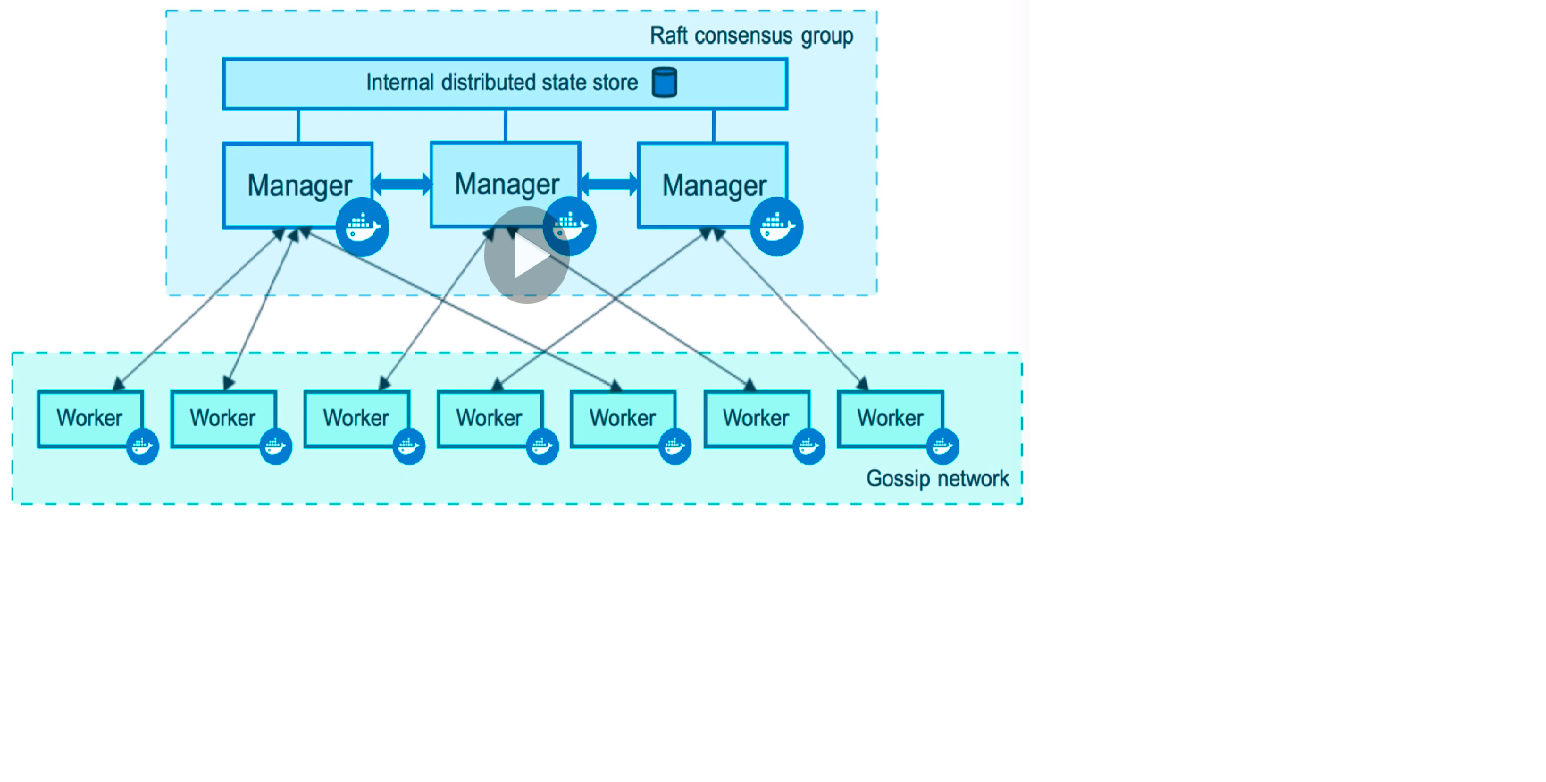 Raft consensus group
Internal distributed state store
Manager
Manager
Manager
Worker
Worker
Worker
Worker
Worker
Worker
Worker
Gossip network